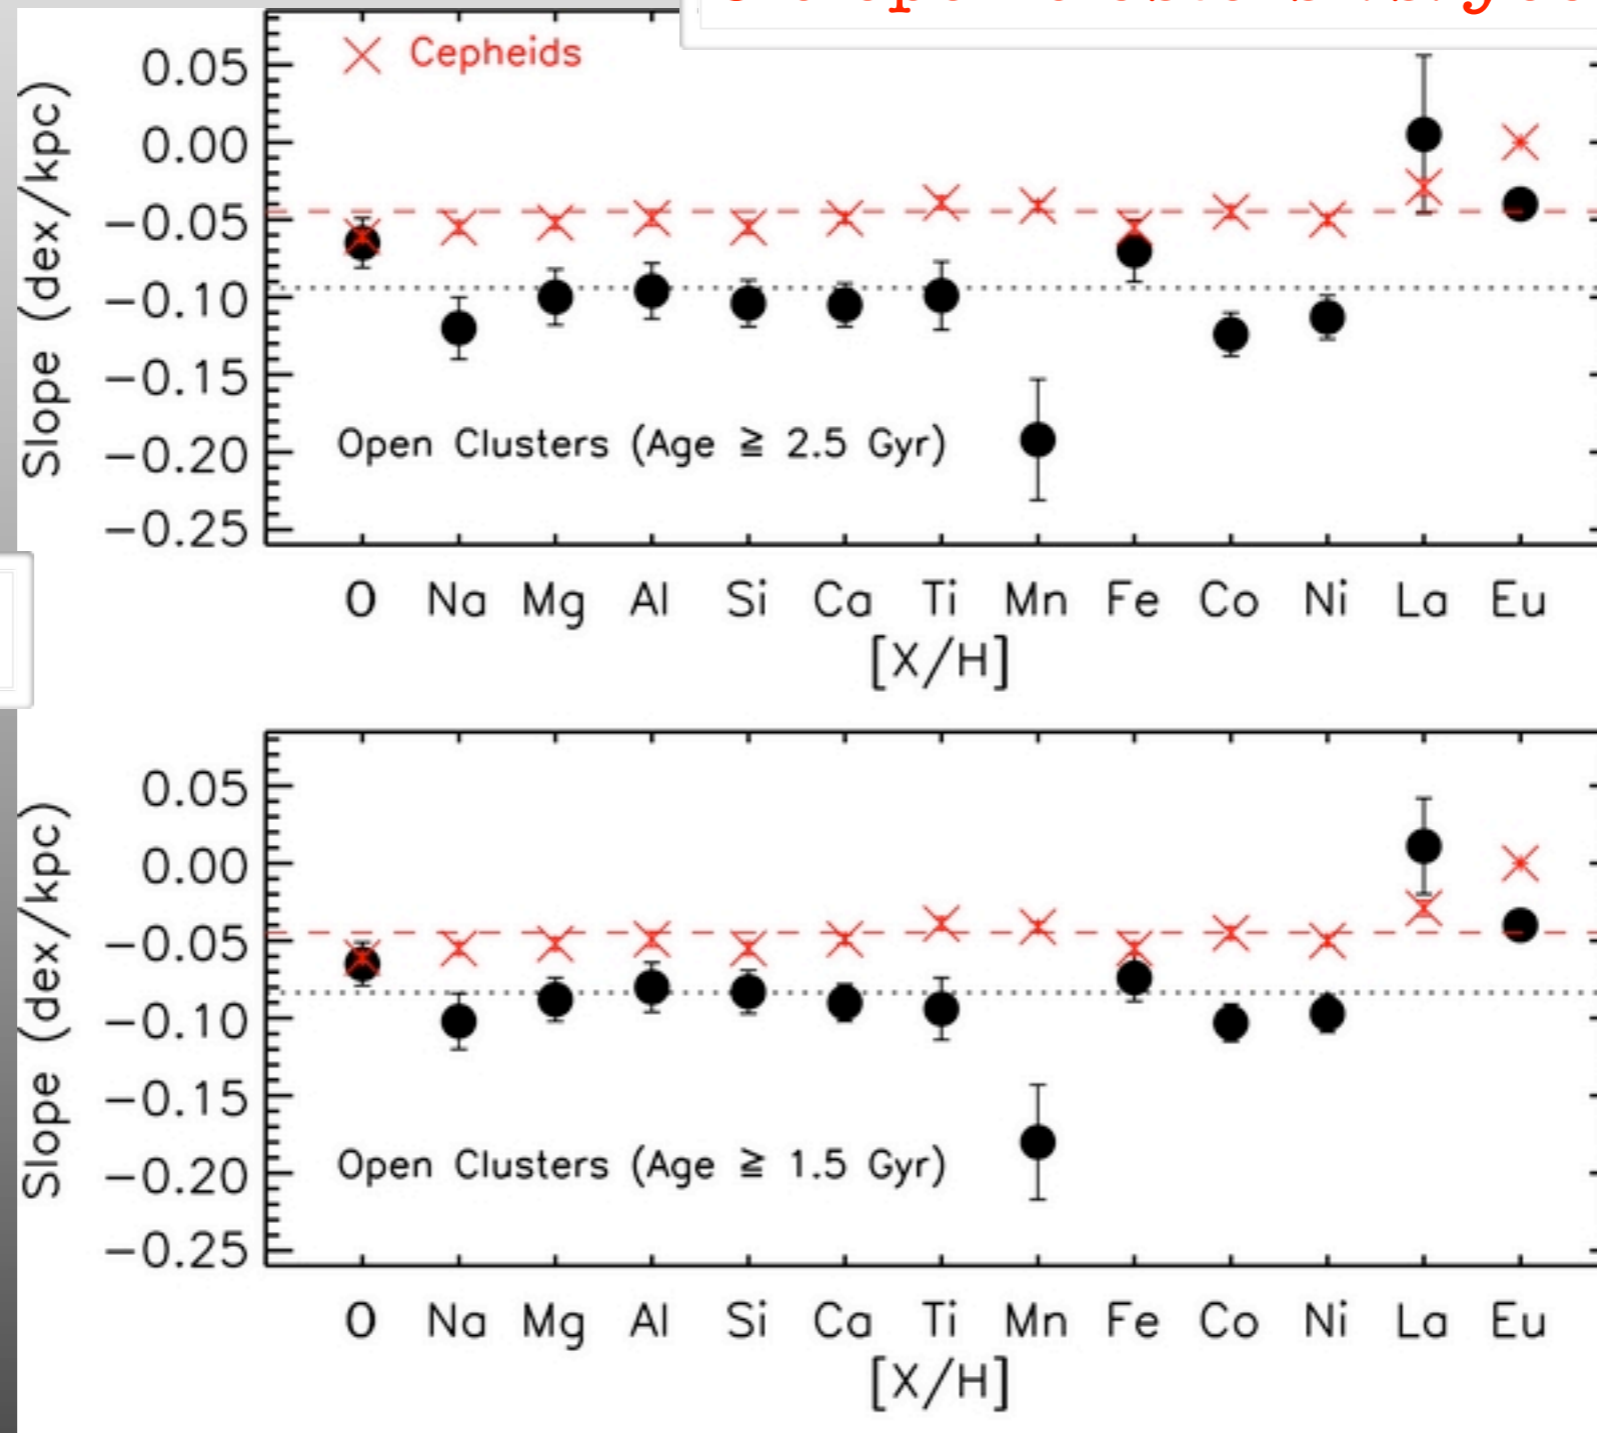 Cepheids
0.05
0.00
−0.05
−0.10
−0.15
−0.20
−0.25
Slope (dex/kpc)
Open Clusters (Age ≧ 2.5 Gyr)
O Na Mg Al Si Ca Ti Mn Fe Co Ni La Eu
[X/H]
0.05
0.00
−0.05
−0.10
−0.15
−0.20
−0.25
Slope (dex/kpc)
Open Clusters (Age ≧ 1.5 Gyr)
O Na Mg Al Si Ca Ti Mn Fe Co Ni La Eu
[X/H]